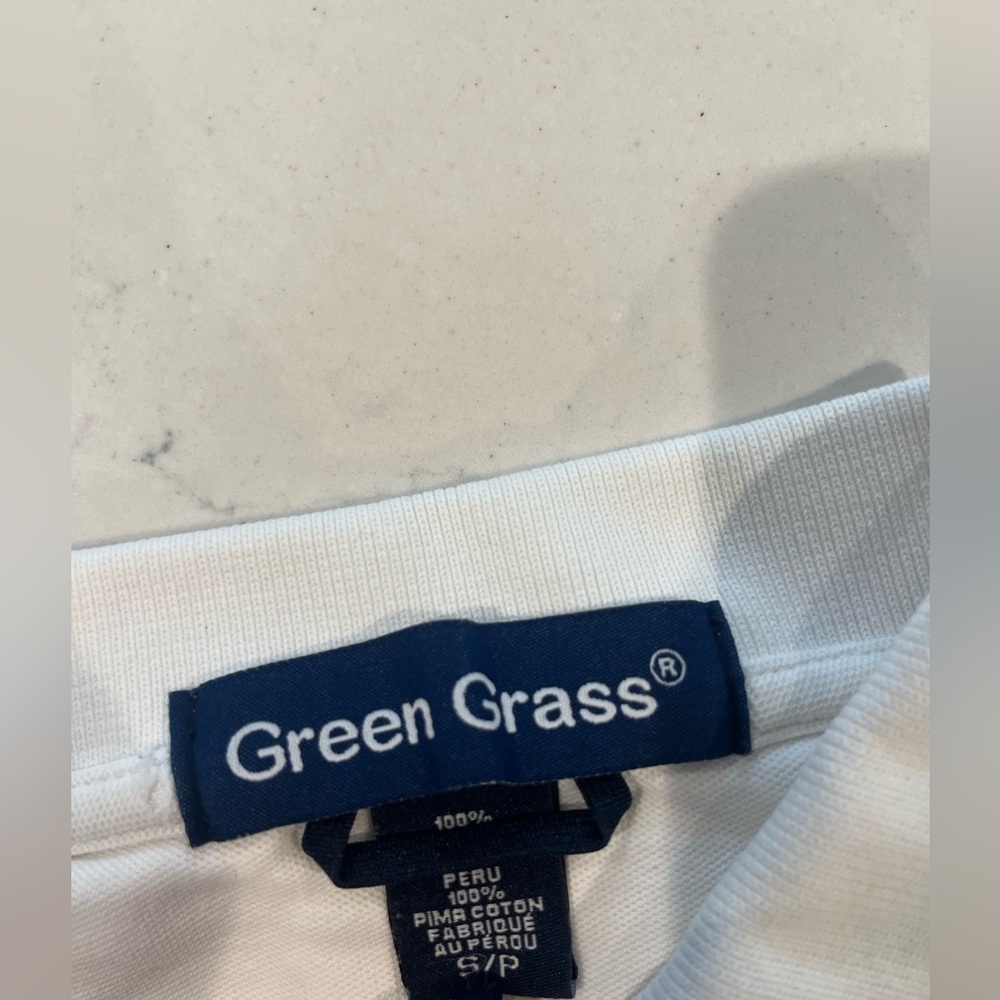 Green Grass®
100%
PERU
100%
PIMA COTON
FABRIQUÉ
AU PÉROU
S/P